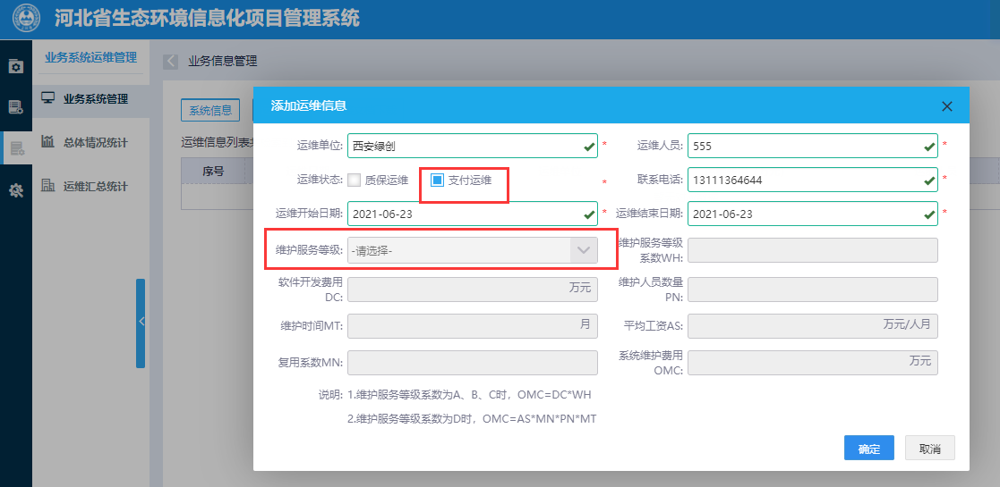 河北省生态环境信息化项目管理系统
业务系统运维管理
业务信息管理
业务系统管理
总体情况统计
运维汇总统计
系统信息
运维信息列表
序号
添加运维信息
运维单位: 西安绿创 *
运维人员: 555 *
运维状态: 质保运维 支付运维 *
联系电话: 13111364644 *
运维开始日期: 2021-06-23 *
运维结束日期: 2021-06-23 *
维护服务等级: -请选择-
维护服务等级
系数WH:
软件开发费用
DC: 万元
维护人员数量
PN:
维护时间MT: 月
平均工资AS: 万元/人月
复用系数MN:
系统维护费用
OMC: 万元
说明: 1.维护服务等级系数为A、B、C时，OMC=DC*WH
2.维护服务等级系数为D时，OMC=AS*MN*PN*MT
确定
取消